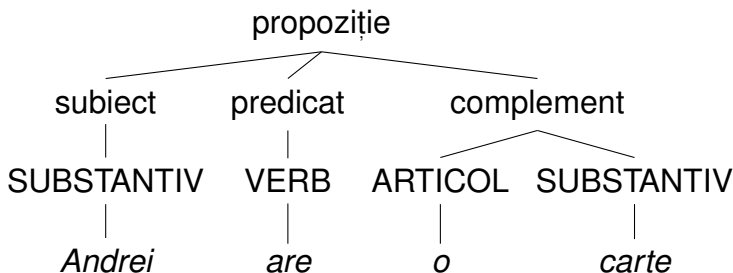 propoziție
subiect predicat complement
SUBSTANTIV VERB ARTICOL SUBSTANTIV
Andrei are o carte